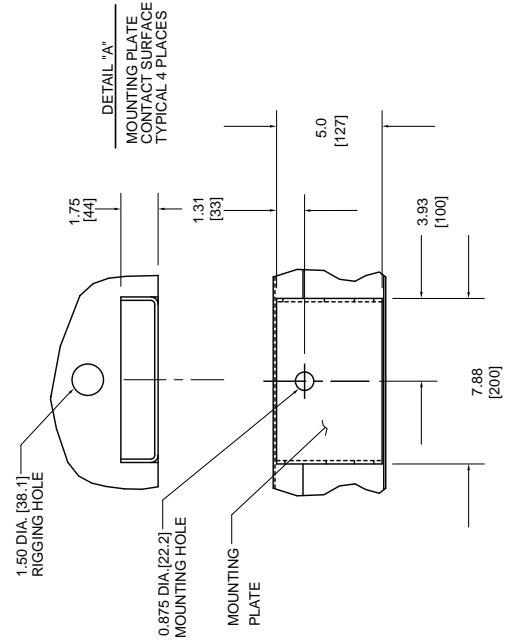 DETAIL "A"
MOUNTING PLATE
CONTACT SURFACE
TYPICAL 4 PLACES
1.75
[44]
1.50 DIA. [38.1]
RIGGING HOLE
1.31
[33]
5.0
[127]
0.875 DIA.[22.2]
MOUNTING HOLE
MOUNTING
PLATE
3.93
[100]
7.88
[200]